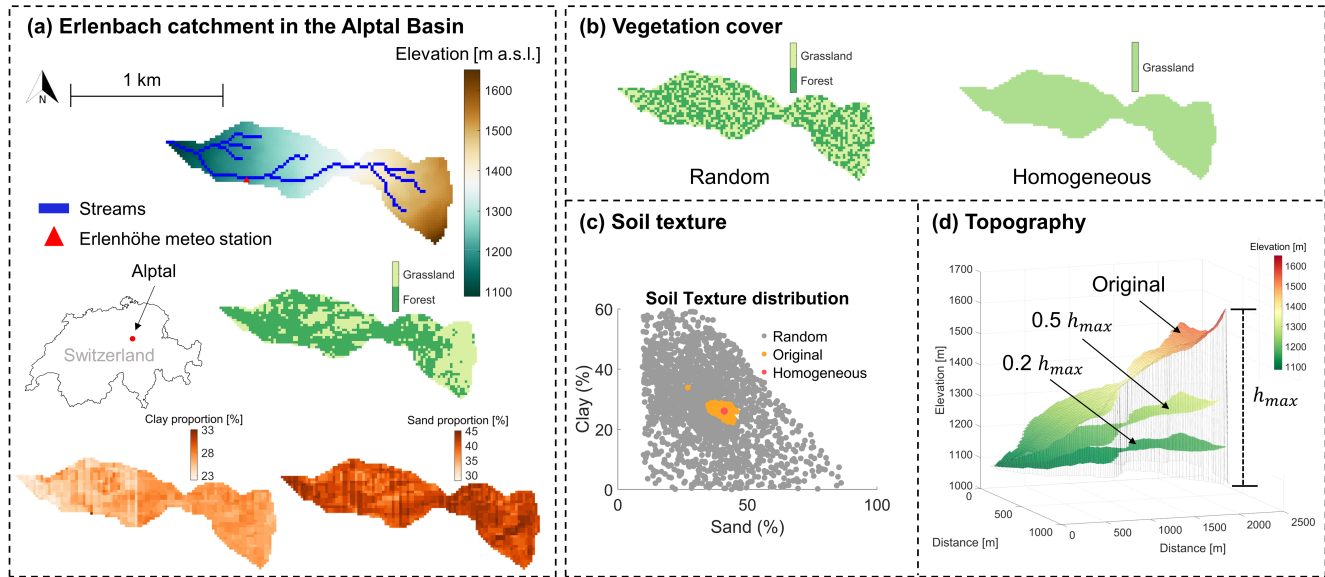 (a) Erlenbach catchment in the Alptal Basin
Elevation [m a.s.l.]
1 km
N
1600
1500
1400
1300
1200
1100
Streams
Erlenhöhe meteo station
Alptal
Switzerland
Grassland
Forest
Clay proportion [%]
33
28
23
Sand proportion [%]
45
40
35
30
(b) Vegetation cover
Grassland
Forest
Random
Grassland
Homogeneous
(c) Soil texture
Soil Texture distribution
Random
Original
Homogeneous
Clay (%)
60
40
20
0
0
50
100
Sand (%)
(d) Topography
Elevation [m]
1600
1500
1400
1300
1200
1100
Original
0.5 hmax
0.2 hmax
hmax
Elevation [m]
1700
1600
1500
1400
1300
1200
1100
1000
0
500
1000
Distance [m]
0
500
1000
1500
2000
2500
Distance [m]